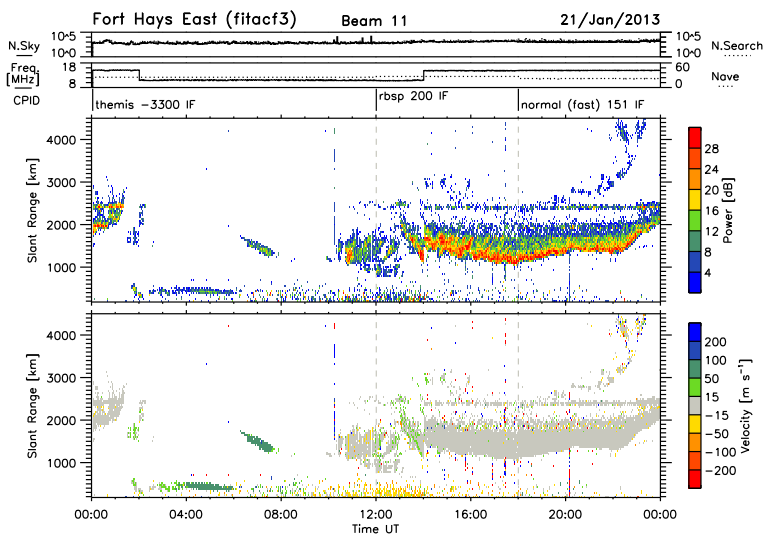 Fort Hays East (fitacf3) Beam 11 21/Jan/2013
N.Sky 10^5 10^0 10^5 10^0 N.Search
Freq. [MHz] 18 8 60 0 Nave
CPID themis -3300 IF rbsp 200 IF normal (fast) 151 IF
Slant Range [km]
4000
3000
2000
1000
28
24
20
16
12
8
4
Power [dB]
Slant Range [km]
4000
3000
2000
1000
200
100
50
15
-15
-50
-100
-200
Velocity [m s⁻¹]
00:00 04:00 08:00 12:00 16:00 20:00 00:00
Time UT